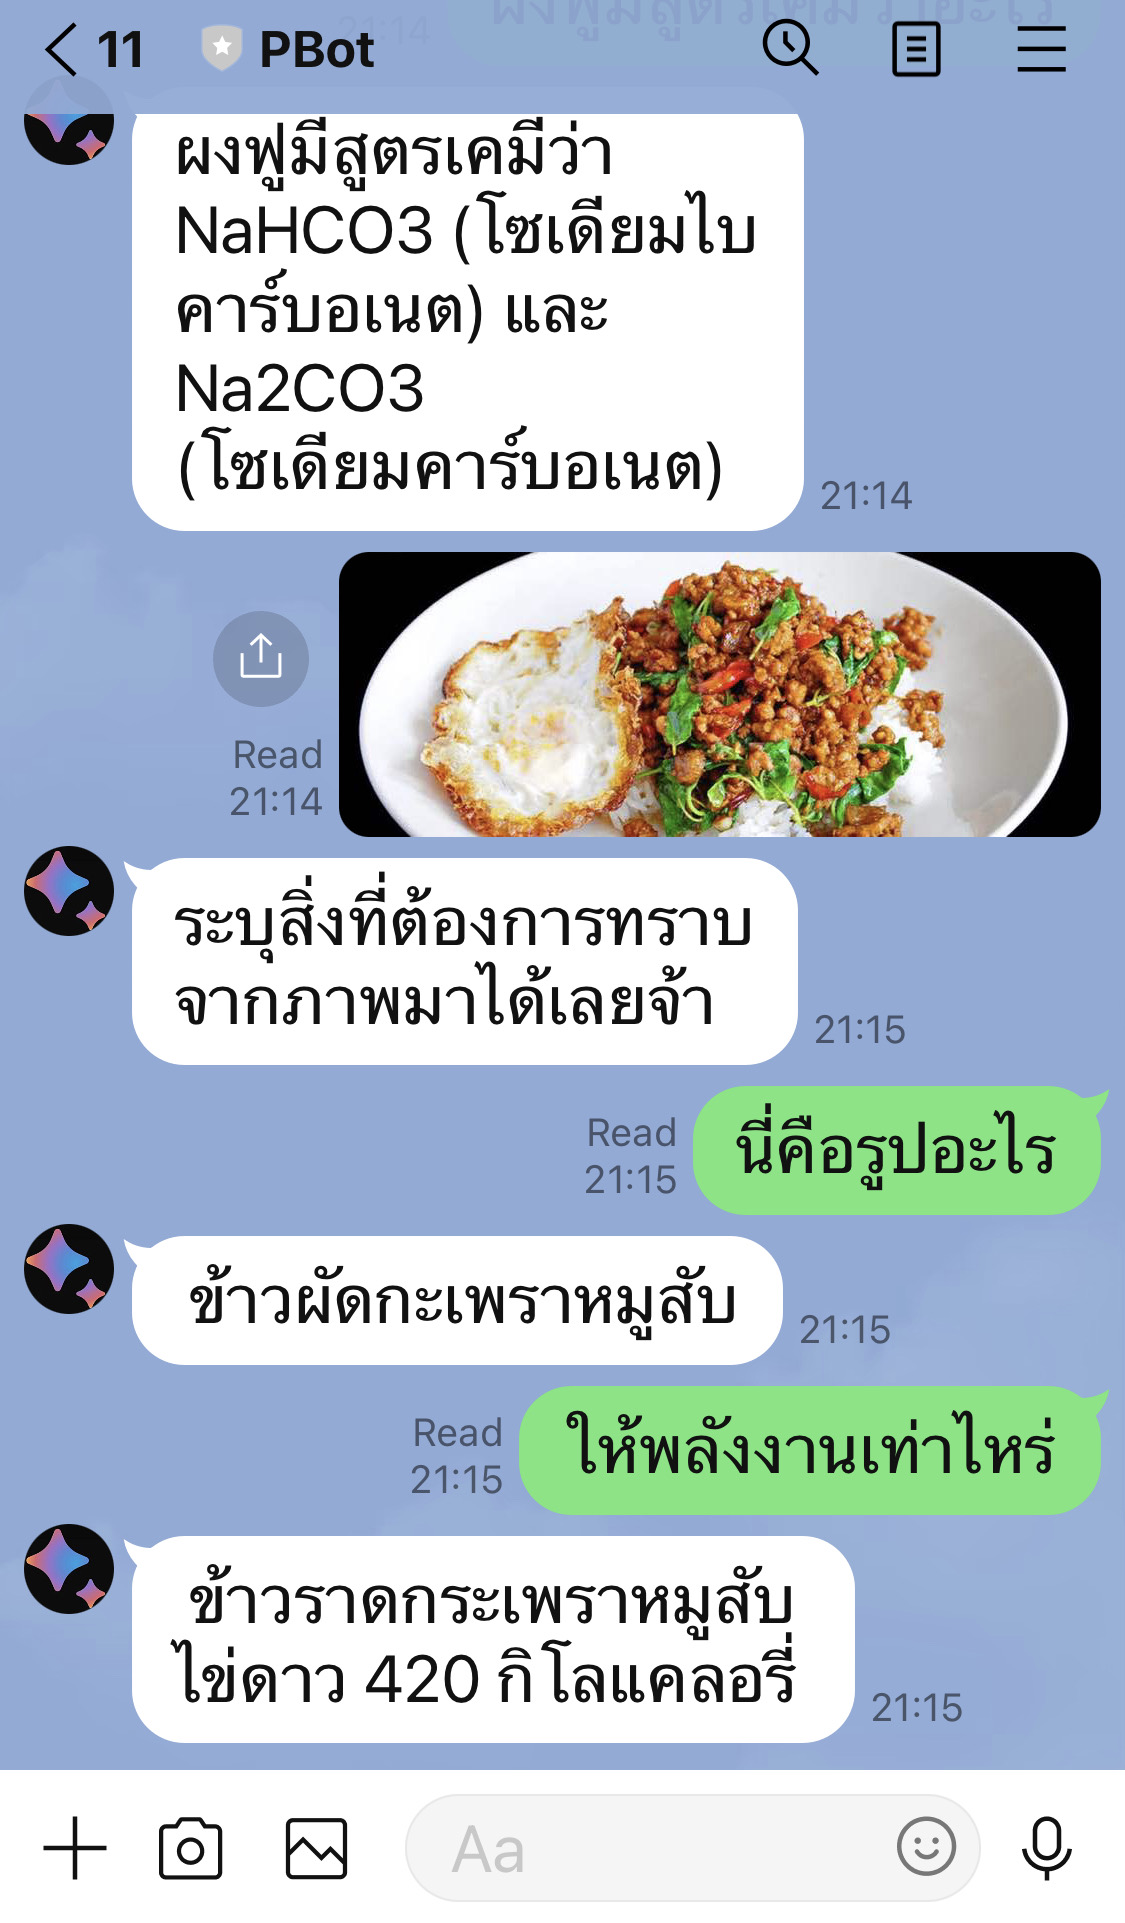 11 PBot
ผงฟูมีสูตรเคมีว่า
NaHCO3 (โซเดียมไบ
คาร์บอเนต) และ
Na2CO3
(โซเดียมคาร์บอเนต)
21:14
Read
21:14
ระบุสิ่งที่ต้องการทราบ
จากภาพมาได้เลยจ้า
21:15
นี่คือรูปอะไร
Read
21:15
ข้าวผัดกะเพราหมูสับ
21:15
ให้พลังงานเท่าไหร่
Read
21:15
ข้าวราดกระเพราหมูสับ
ไข่ดาว 420 กิโลแคลอรี่
21:15
Aa